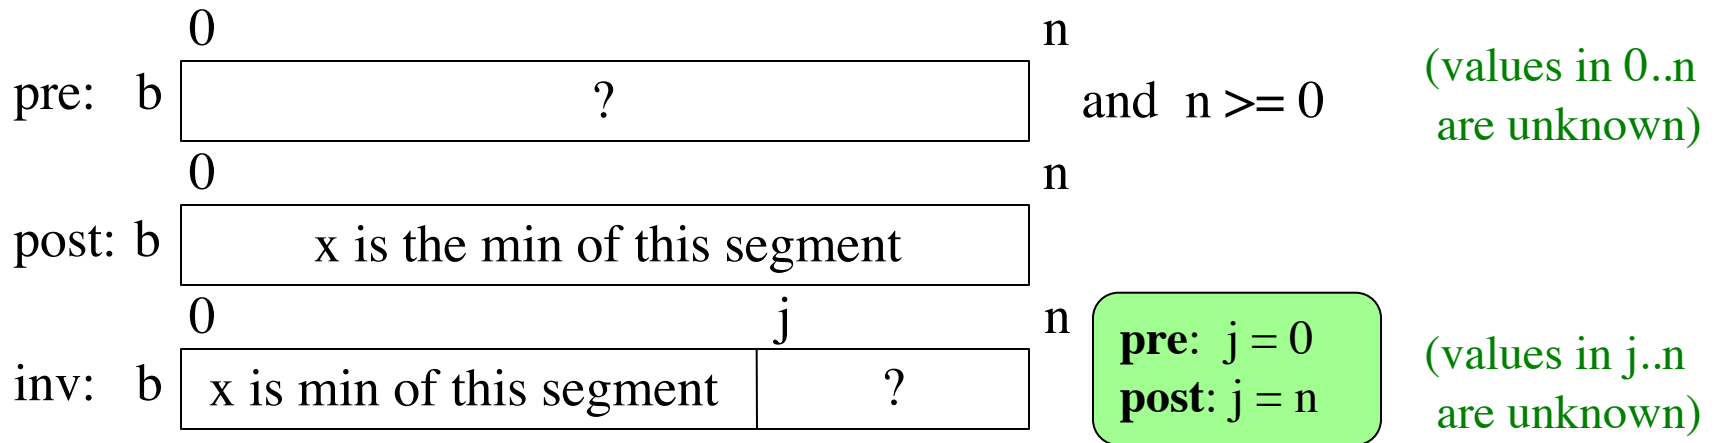 0 n
pre: b ? and n >= 0 (values in 0..n
are unknown)
0 n
post: b x is the min of this segment
0 j n
inv: b x is min of this segment ? pre: j = 0 (values in j..n
post: j = n are unknown)